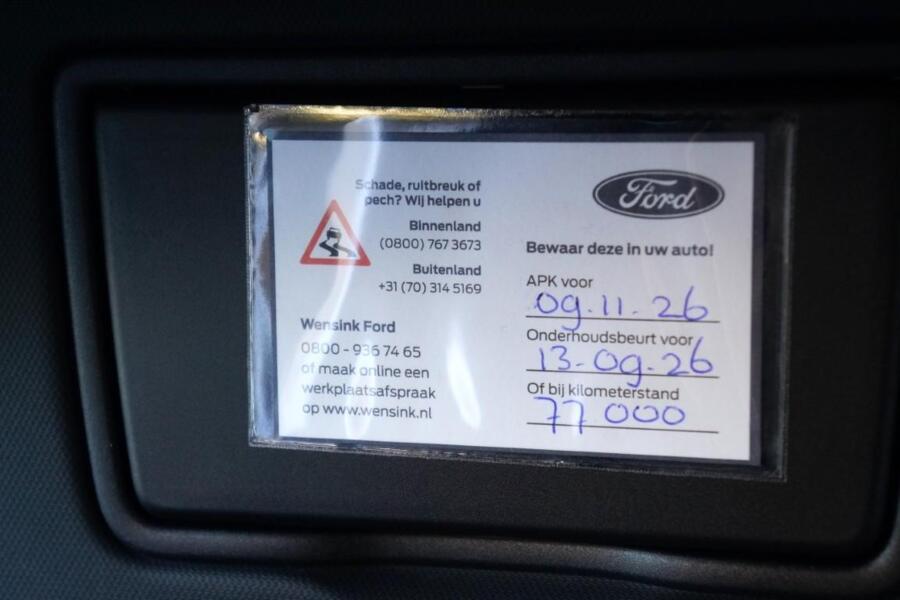 Schade, ruitbreuk of
pech? Wij helpen u
Binnenland
(0800) 767 3673
Buitenland
+31 (70) 314 5169
Wensink Ford
0800 - 936 74 65
of maak online een
werkplaatsafspraak
op www.wensink.nl
Ford
Bewaar deze in uw auto!
APK voor
09.11.26
Onderhoudsbeurt voor
13-09-26
Of bij kilometerstand
77 000